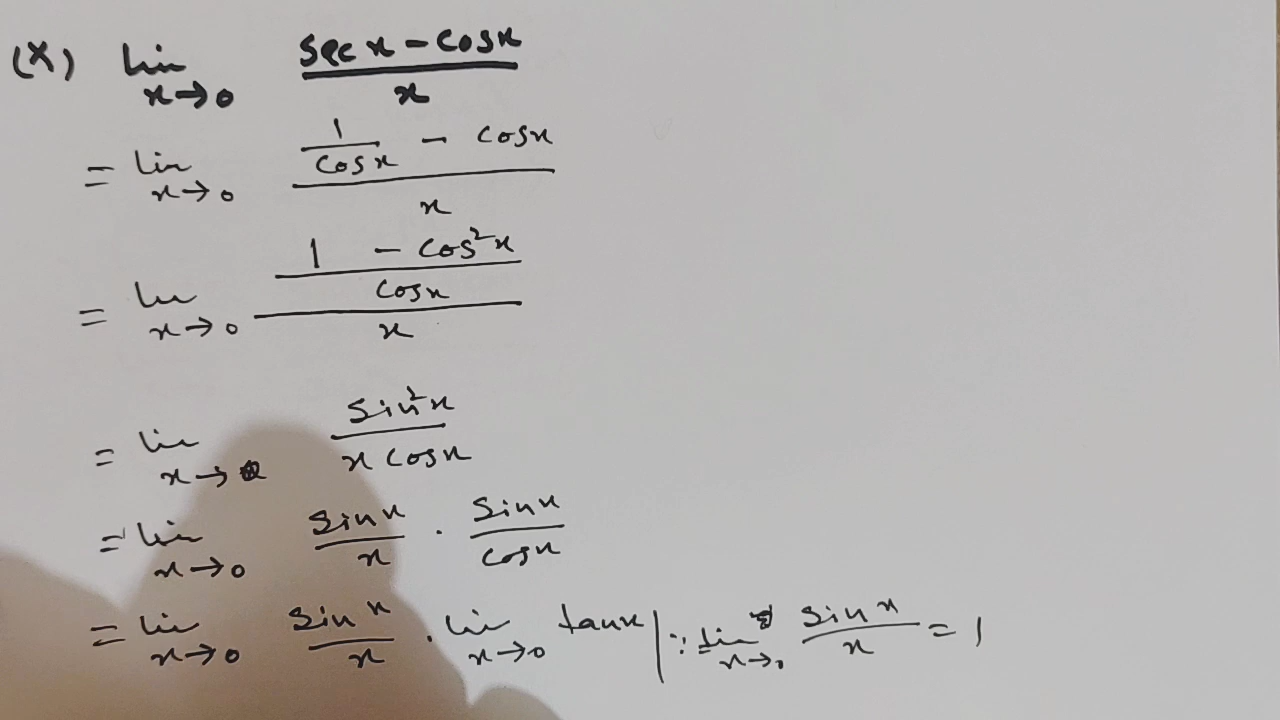 (x) lim x→0 (sec x − cos x)/x
= lim x→0 (1/cos x − cos x)/x
= lim x→0 ((1 − cos²x)/cos x)/x
= lim x→0 sin²x/(x cos x)
= lim x→0 sin x/x · sin x/cos x
= lim x→0 sin x/x · lim x→0 tan x | ∵ lim x→0 sin x/x = 1